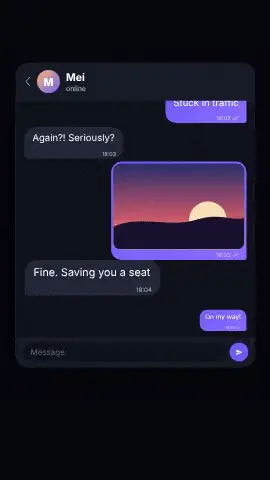 M
Mei
online
Stuck in traffic
18:03
Again?! Seriously?
18:03
18:03
Fine. Saving you a seat
18:04
On my way!
Message